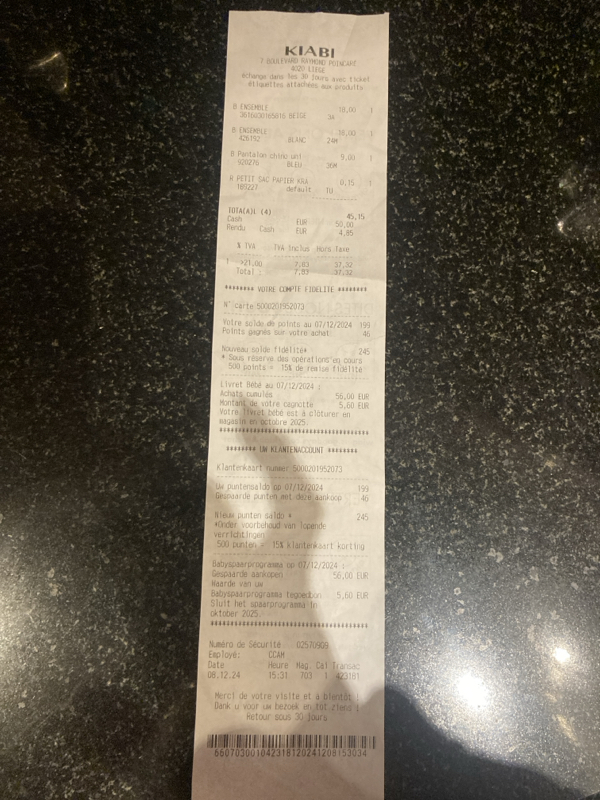 KIABI
7 BOULEVARD RAYMOND POINCARE
4020 LIEGE
échange dans les 30 jours avec ticket
étiquettes attachées aux produits
B ENSEMBLE 18,00 1
3616030165016 BEIGE 3A
B ENSEMBLE 18,00 1
426192 BLANC 24M
B Pantalon chino uni 9,00 1
920276 BLEU 36M
R PETIT SAC PAPIER KRA 0,15 1
189227 default TU
TOTA(A)L (4) 45,15
Cash EUR 50,00
Rendu Cash EUR 4,85
% TVA TVA Inclus Hors Taxe
1 >21,00 7,83 37,32
Total : 7,83 37,32
******** VOTRE COMPTE FIDELITE ********
N° carte 5000201952073
Votre solde de points au 07/12/2024 199
Points gagnés sur votre achat 46
Nouveau solde fidélité* 245
* Sous réserve des opérations en cours
500 points = 15% de remise fidélité
Livret Bébé au 07/12/2024 :
Achats cumulés 56,00 EUR
Montant de votre cagnotte 5,60 EUR
Votre livret bébé est à clôturer en
magasin en octobre 2025.
******** UW KLANTENACCOUNT ********
Klantenkaart nummer 5000201952073
Uw puntensaldo op 07/12/2024 199
Gespaarde punten met deze aankoop 46
Nieuw punten saldo * 245
*Onder voorbehoud van lopende
verrichtingen
500 punten = 15% klantenkaart korting
Babyspaarprogramma op 07/12/2024 :
Gespaarde aankopen 56,00 EUR
Waarde van uw
Babyspaarprogramma tegoedbon 5,60 EUR
Sluit het spaarprogramma in
oktober 2025.
Numéro de Sécurité 02570909
Employé: CCAM
Date Heure Mag Cai Transac
08.12.24 15:31 703 1 423181
Merci de votre visite et à bientôt !
Dank u voor uw bezoek en tot ziens !
Retour sous 30 jours
660703001042318120241208153034